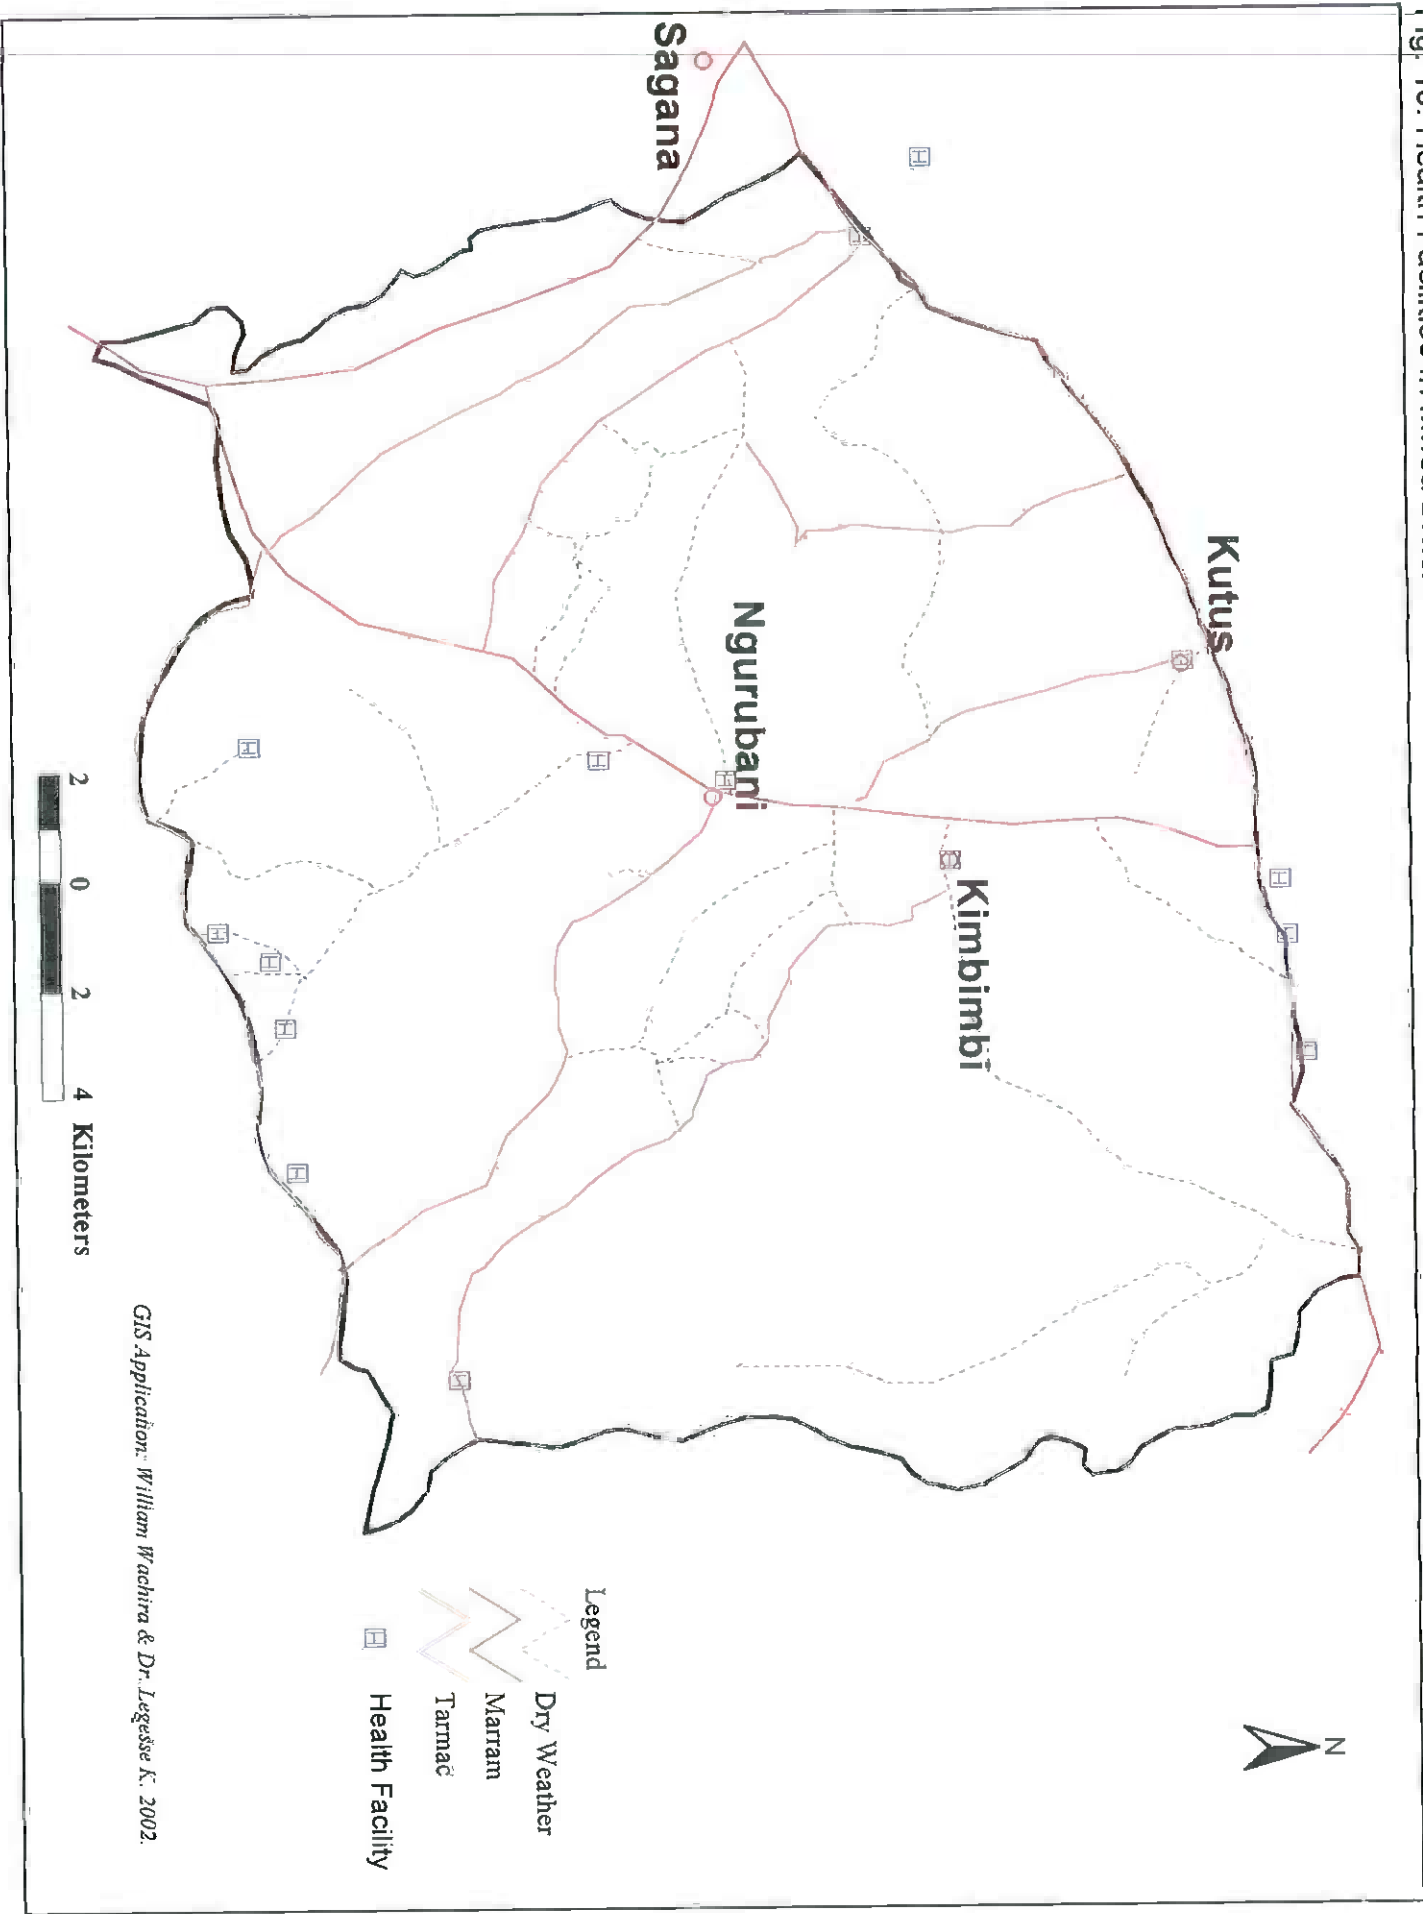 Sagana
Kutus
Ngurubani
Kimbimbi
N
Legend
Dry Weather
Marram
Tarmac
Health Facility
2 0 2 4 Kilometers
GIS Application: William Wachira & Dr. Legesse K. 2002.